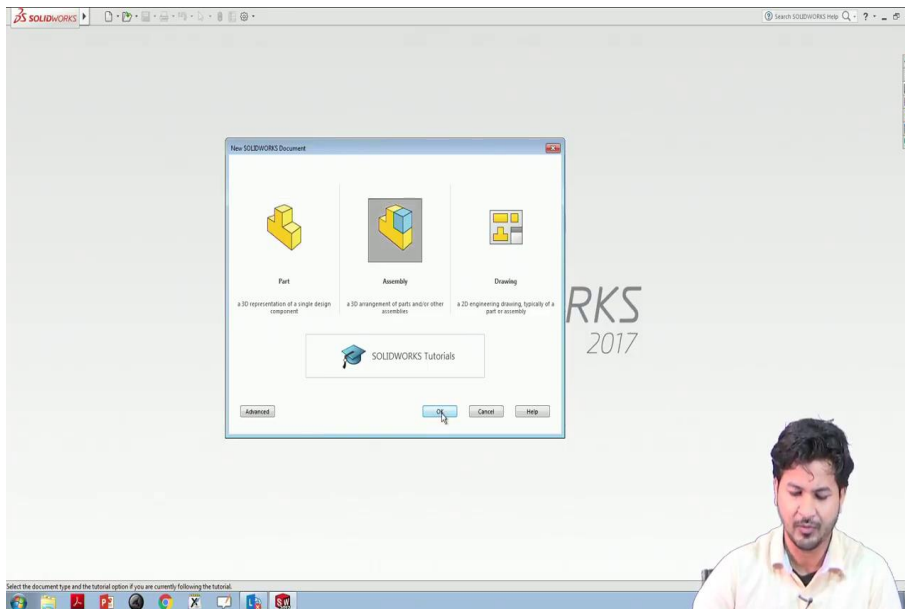 SOLIDWORKS
Search SOLIDWORKS Help
?
New SOLIDWORKS Document
Part
Assembly
Drawing
a 3D representation of a single design
component
a 3D arrangement of parts and/or other
assemblies
a 2D engineering drawing, typically of a
part or assembly
RKS
2017
SOLIDWORKS Tutorials
Advanced
OK
Cancel
Help
Select the document type and the tutorial option if you are currently following the tutorial.